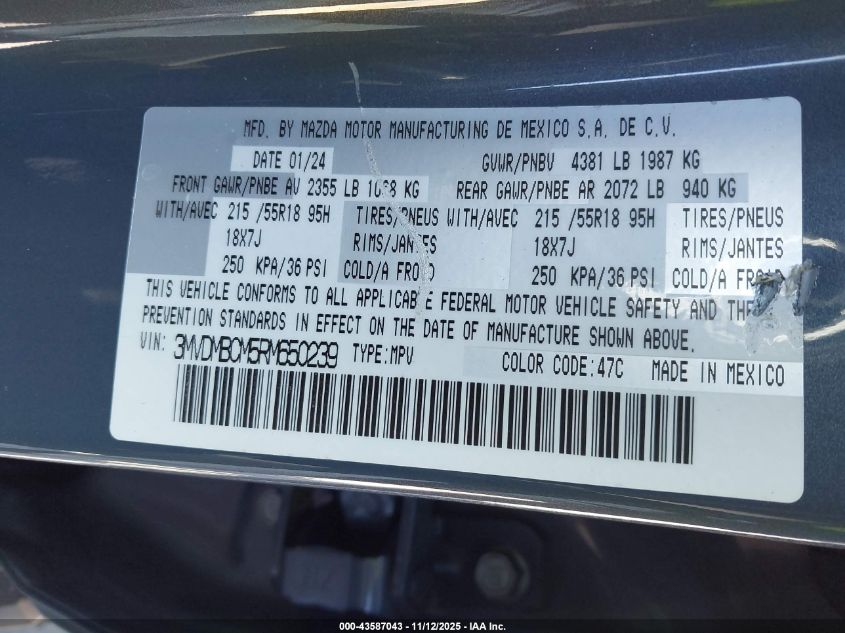 MFD. BY MAZDA MOTOR MANUFACTURING DE MEXICO S.A. DE C.V.
DATE 01/24 GVWR/PNBV 4381 LB 1987 KG
FRONT GAWR/PNBE AV 2355 LB 1068 KG REAR GAWR/PNBE AR 2072 LB 940 KG
WITH/AVEC 215 /55R18 95H TIRES/PNEUS WITH/AVEC 215 /55R18 95H TIRES/PNEUS
18X7J RIMS/JANTES 18X7J RIMS/JANTES
250 KPA/36 PSI COLD/A FROID 250 KPA/36 PSI COLD/A FROID
THIS VEHICLE CONFORMS TO ALL APPLICABLE FEDERAL MOTOR VEHICLE SAFETY AND THEFT
PREVENTION STANDARDS IN EFFECT ON THE DATE OF MANUFACTURE SHOWN ABOVE.
VIN: 3MVDMBCM5RM650239 TYPE:MPV COLOR CODE:47C MADE IN MEXICO
000-43587043 - 11/12/2025 - IAA Inc.